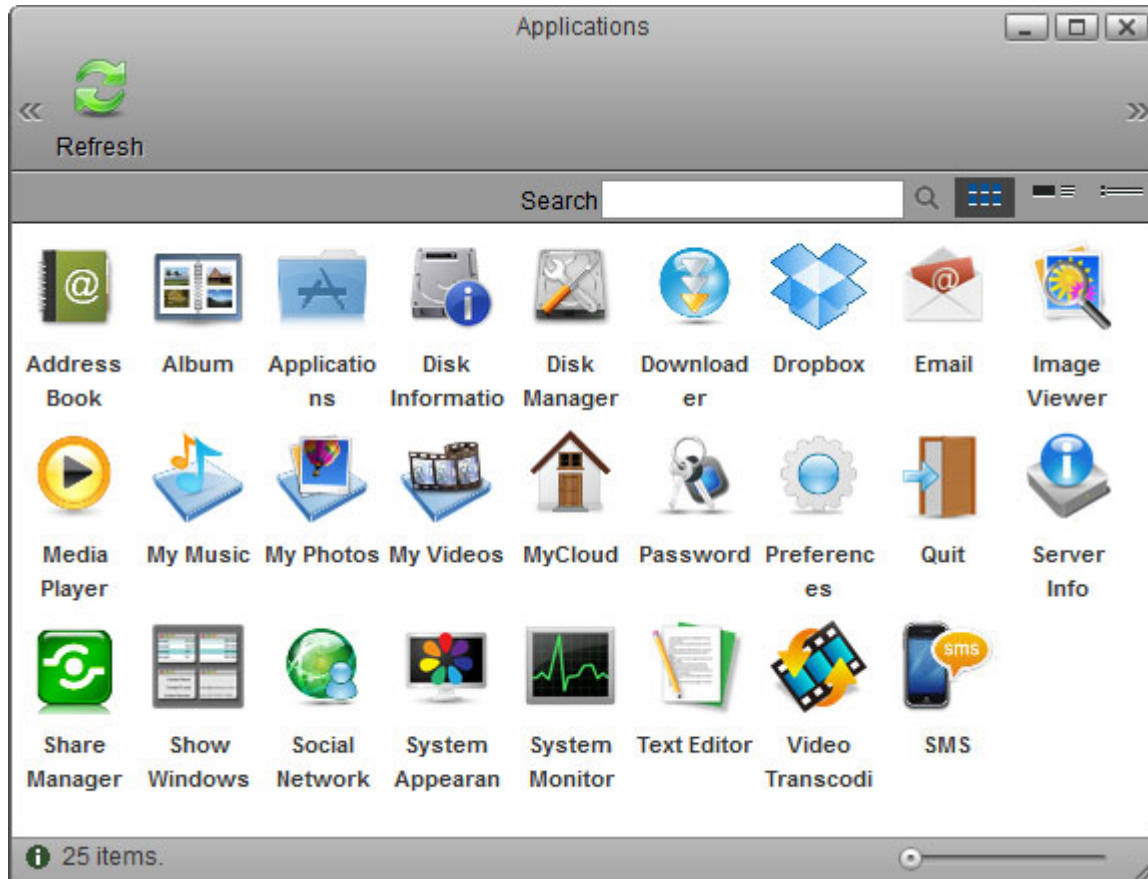 Applications
Refresh
Search
Address Album Applicatio Disk Disk Download Dropbox Email Image
Book ns Informatio Manager er Viewer
Media My Music My Photos My Videos MyCloud Password Preferenc Quit Server
Player es Info
sms
Share Show Social System System Text Editor Video SMS
Manager Windows Network Appearan Monitor Transcodi
25 items.